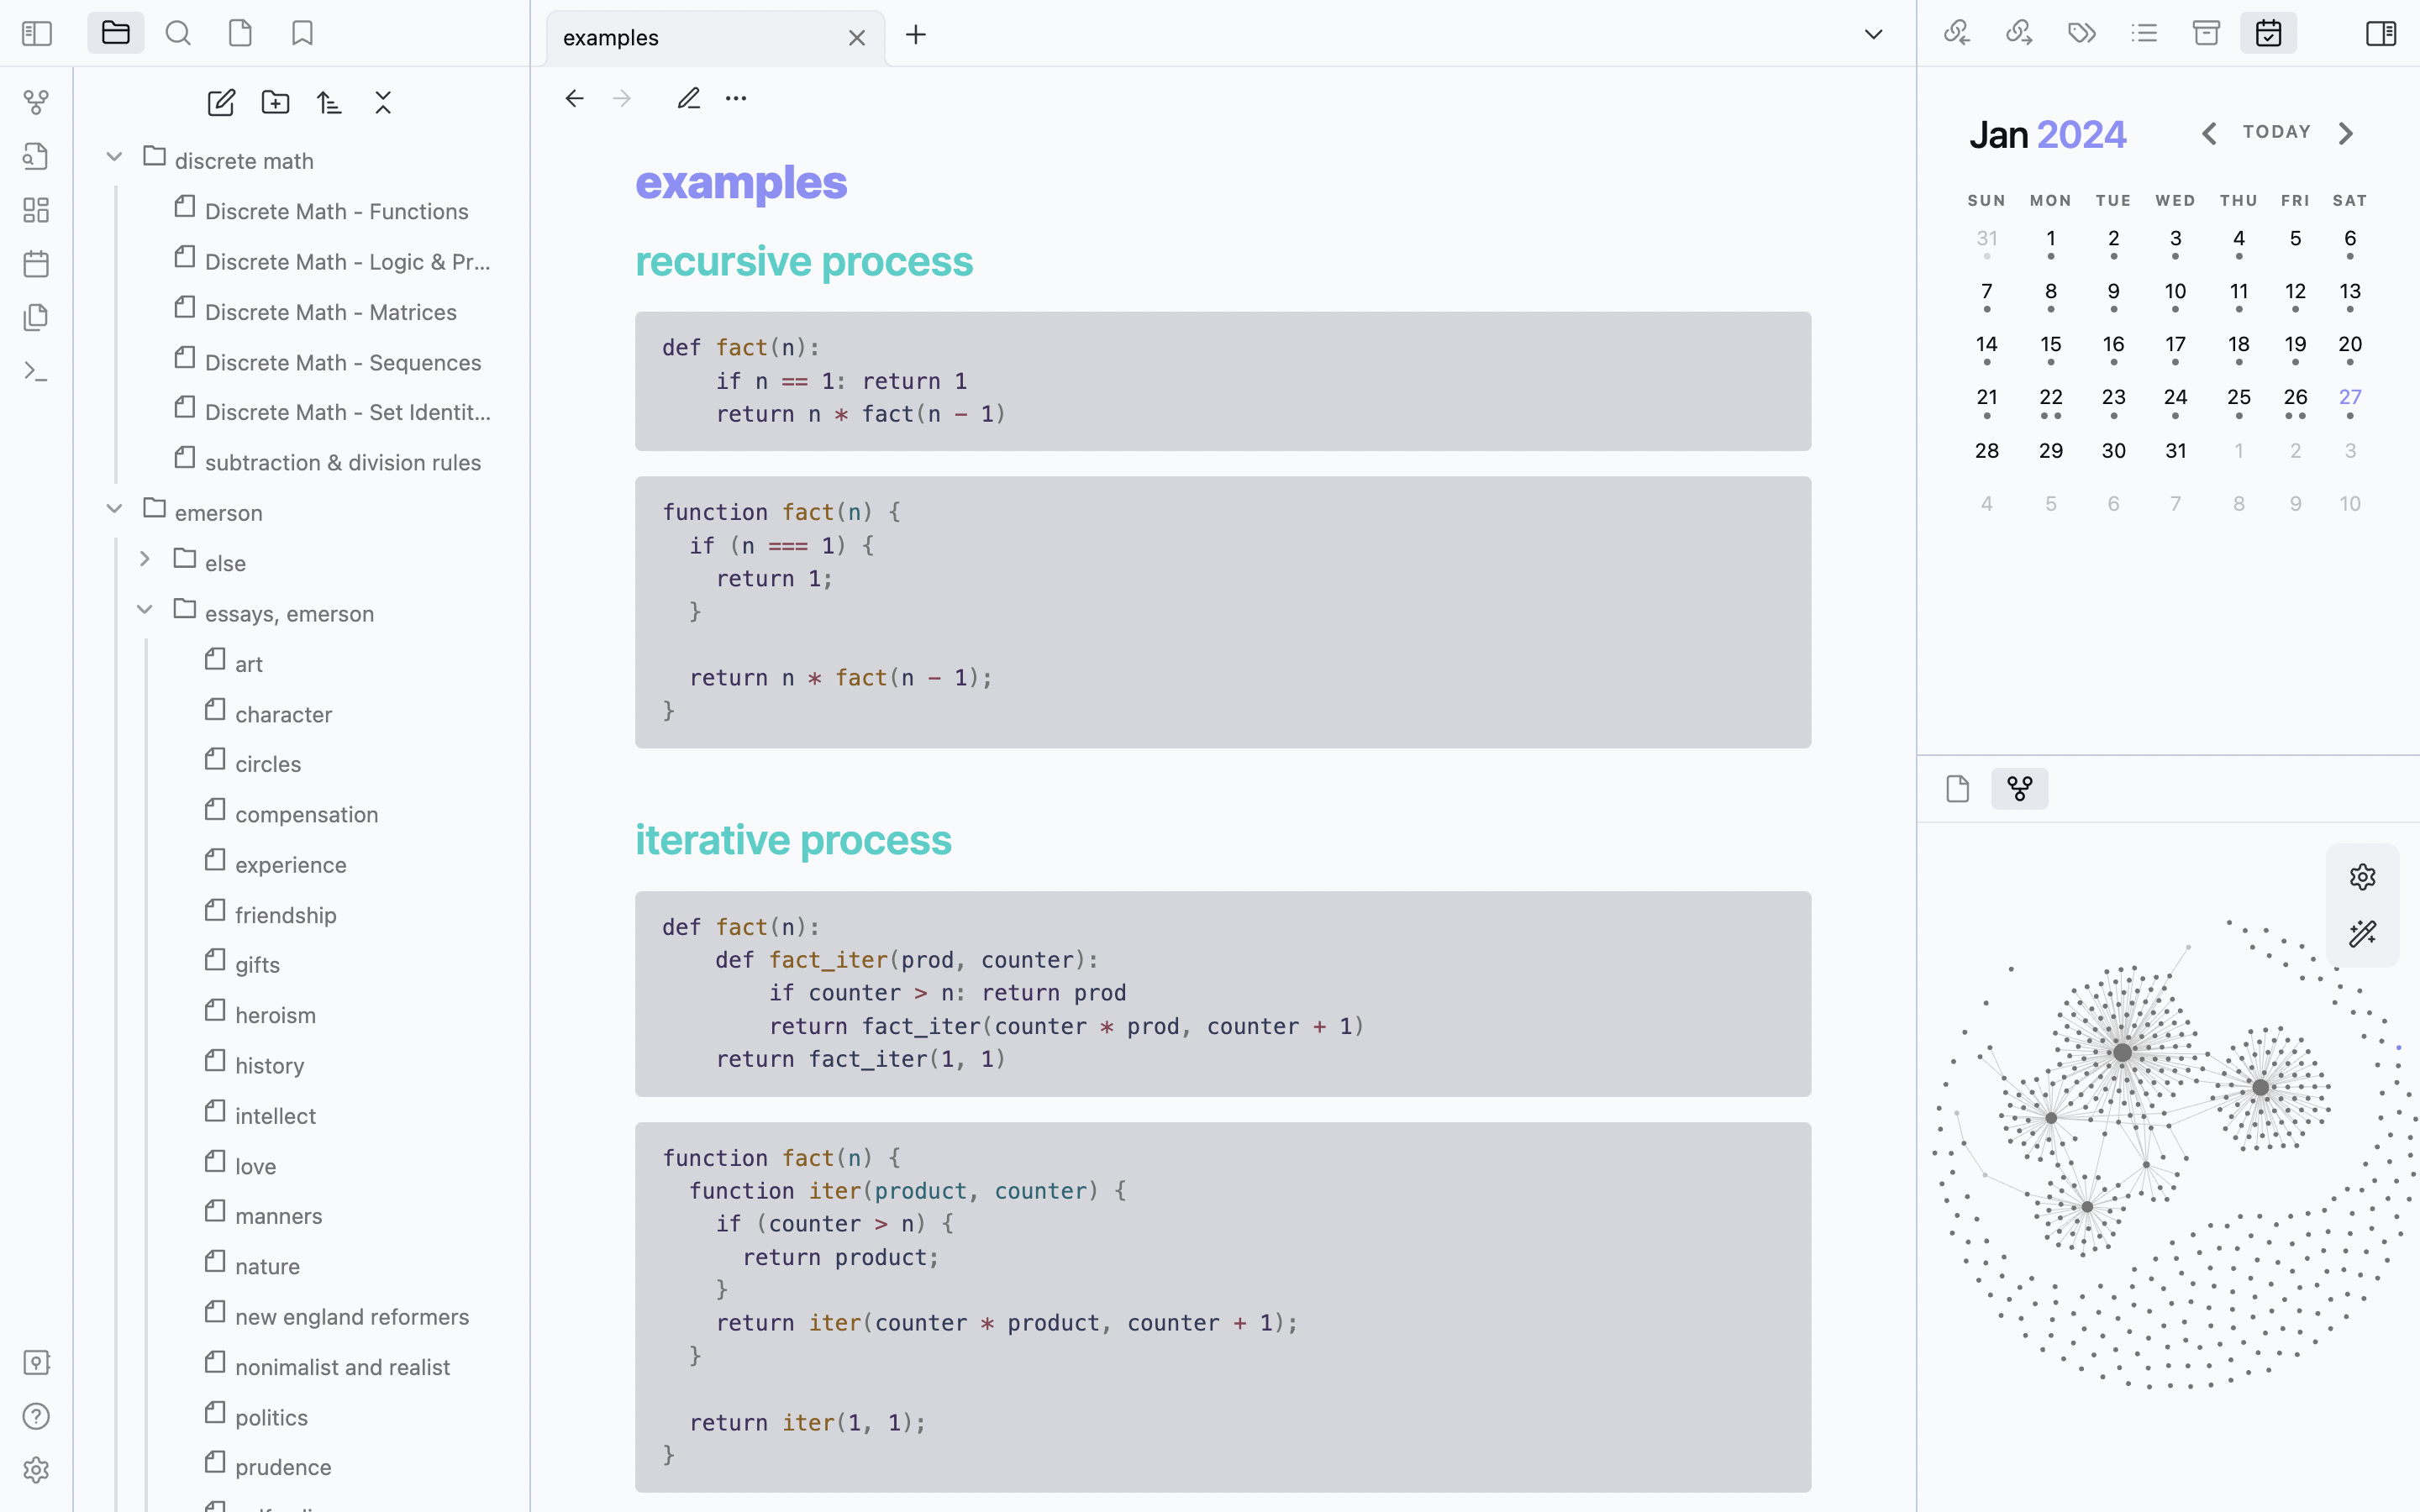 examples
discrete math
Discrete Math - Functions
Discrete Math - Logic & Pr...
Discrete Math - Matrices
Discrete Math - Sequences
Discrete Math - Set Identit...
subtraction & division rules
emerson
else
essays, emerson
art
character
circles
compensation
experience
friendship
gifts
heroism
history
intellect
love
manners
nature
new england reformers
nonimalist and realist
politics
prudence
examples
recursive process
def fact(n):
    if n == 1: return 1
    return n * fact(n - 1)
function fact(n) {
  if (n === 1) {
    return 1;
  }
  return n * fact(n - 1);
}
iterative process
def fact(n):
    def fact_iter(prod, counter):
        if counter > n: return prod
        return fact_iter(counter * prod, counter + 1)
    return fact_iter(1, 1)
function fact(n) {
  function iter(product, counter) {
    if (counter > n) {
      return product;
    }
    return iter(counter * product, counter + 1);
  }
  return iter(1, 1);
}
Jan 2024 TODAY
SUN MON TUE WED THU FRI SAT
31 1 2 3 4 5 6
7 8 9 10 11 12 13
14 15 16 17 18 19 20
21 22 23 24 25 26 27
28 29 30 31 1 2 3
4 5 6 7 8 9 10